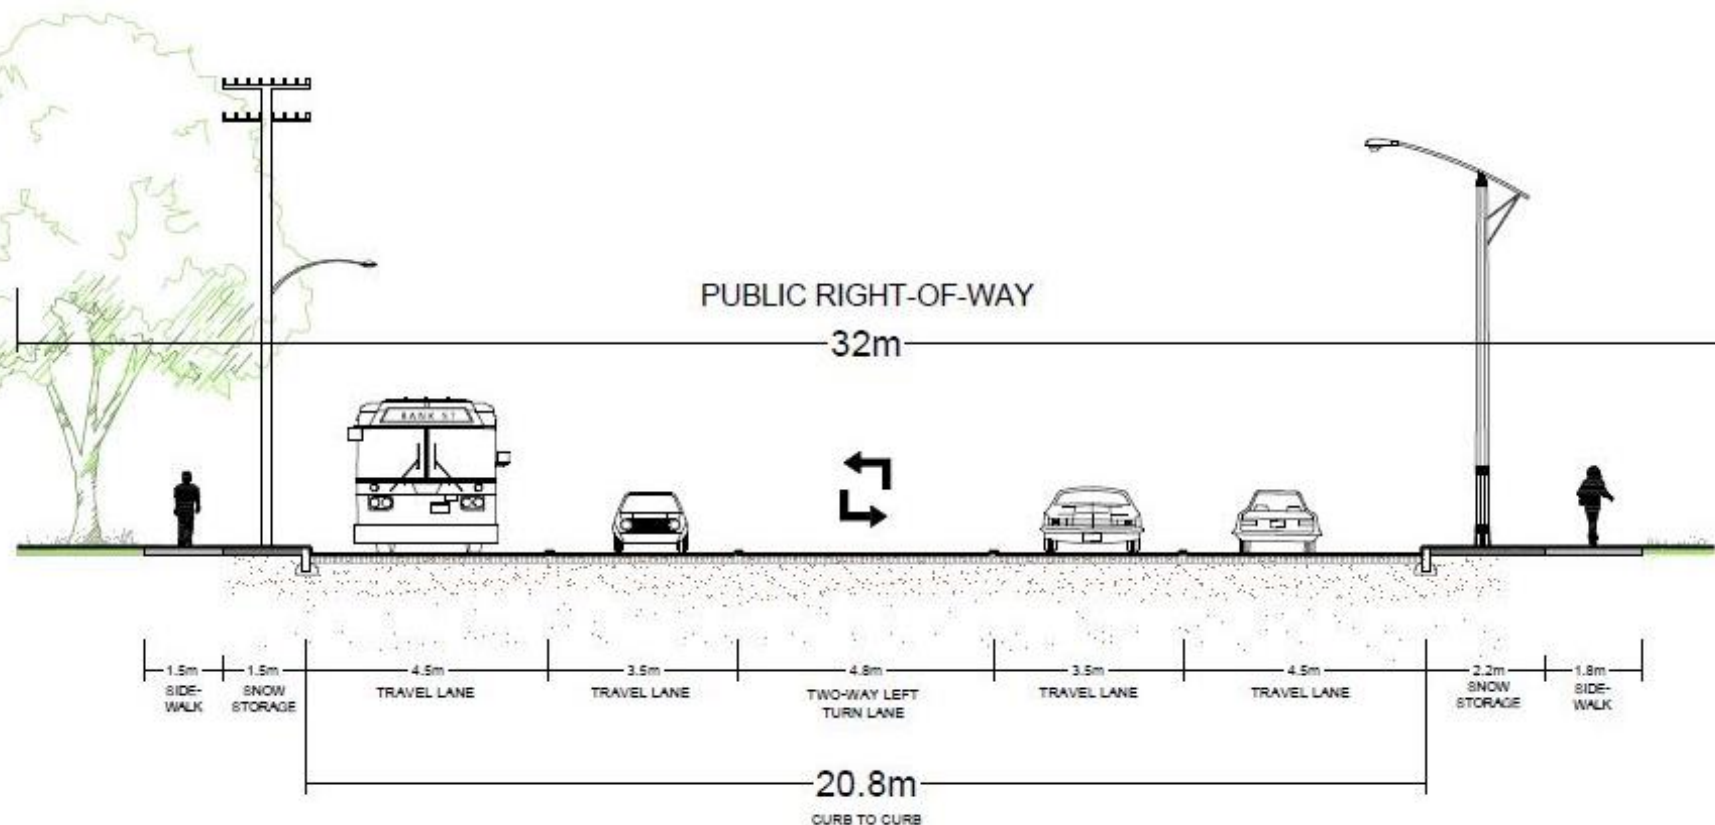 BANK ST
PUBLIC RIGHT-OF-WAY
32m
1.5m
SIDE-
WALK
1.5m
SNOW
STORAGE
4.5m
TRAVEL LANE
3.5m
TRAVEL LANE
4.8m
TWO-WAY LEFT
TURN LANE
3.5m
TRAVEL LANE
4.5m
TRAVEL LANE
2.2m
SNOW
STORAGE
1.8m
SIDE-
WALK
20.8m
CURB TO CURB